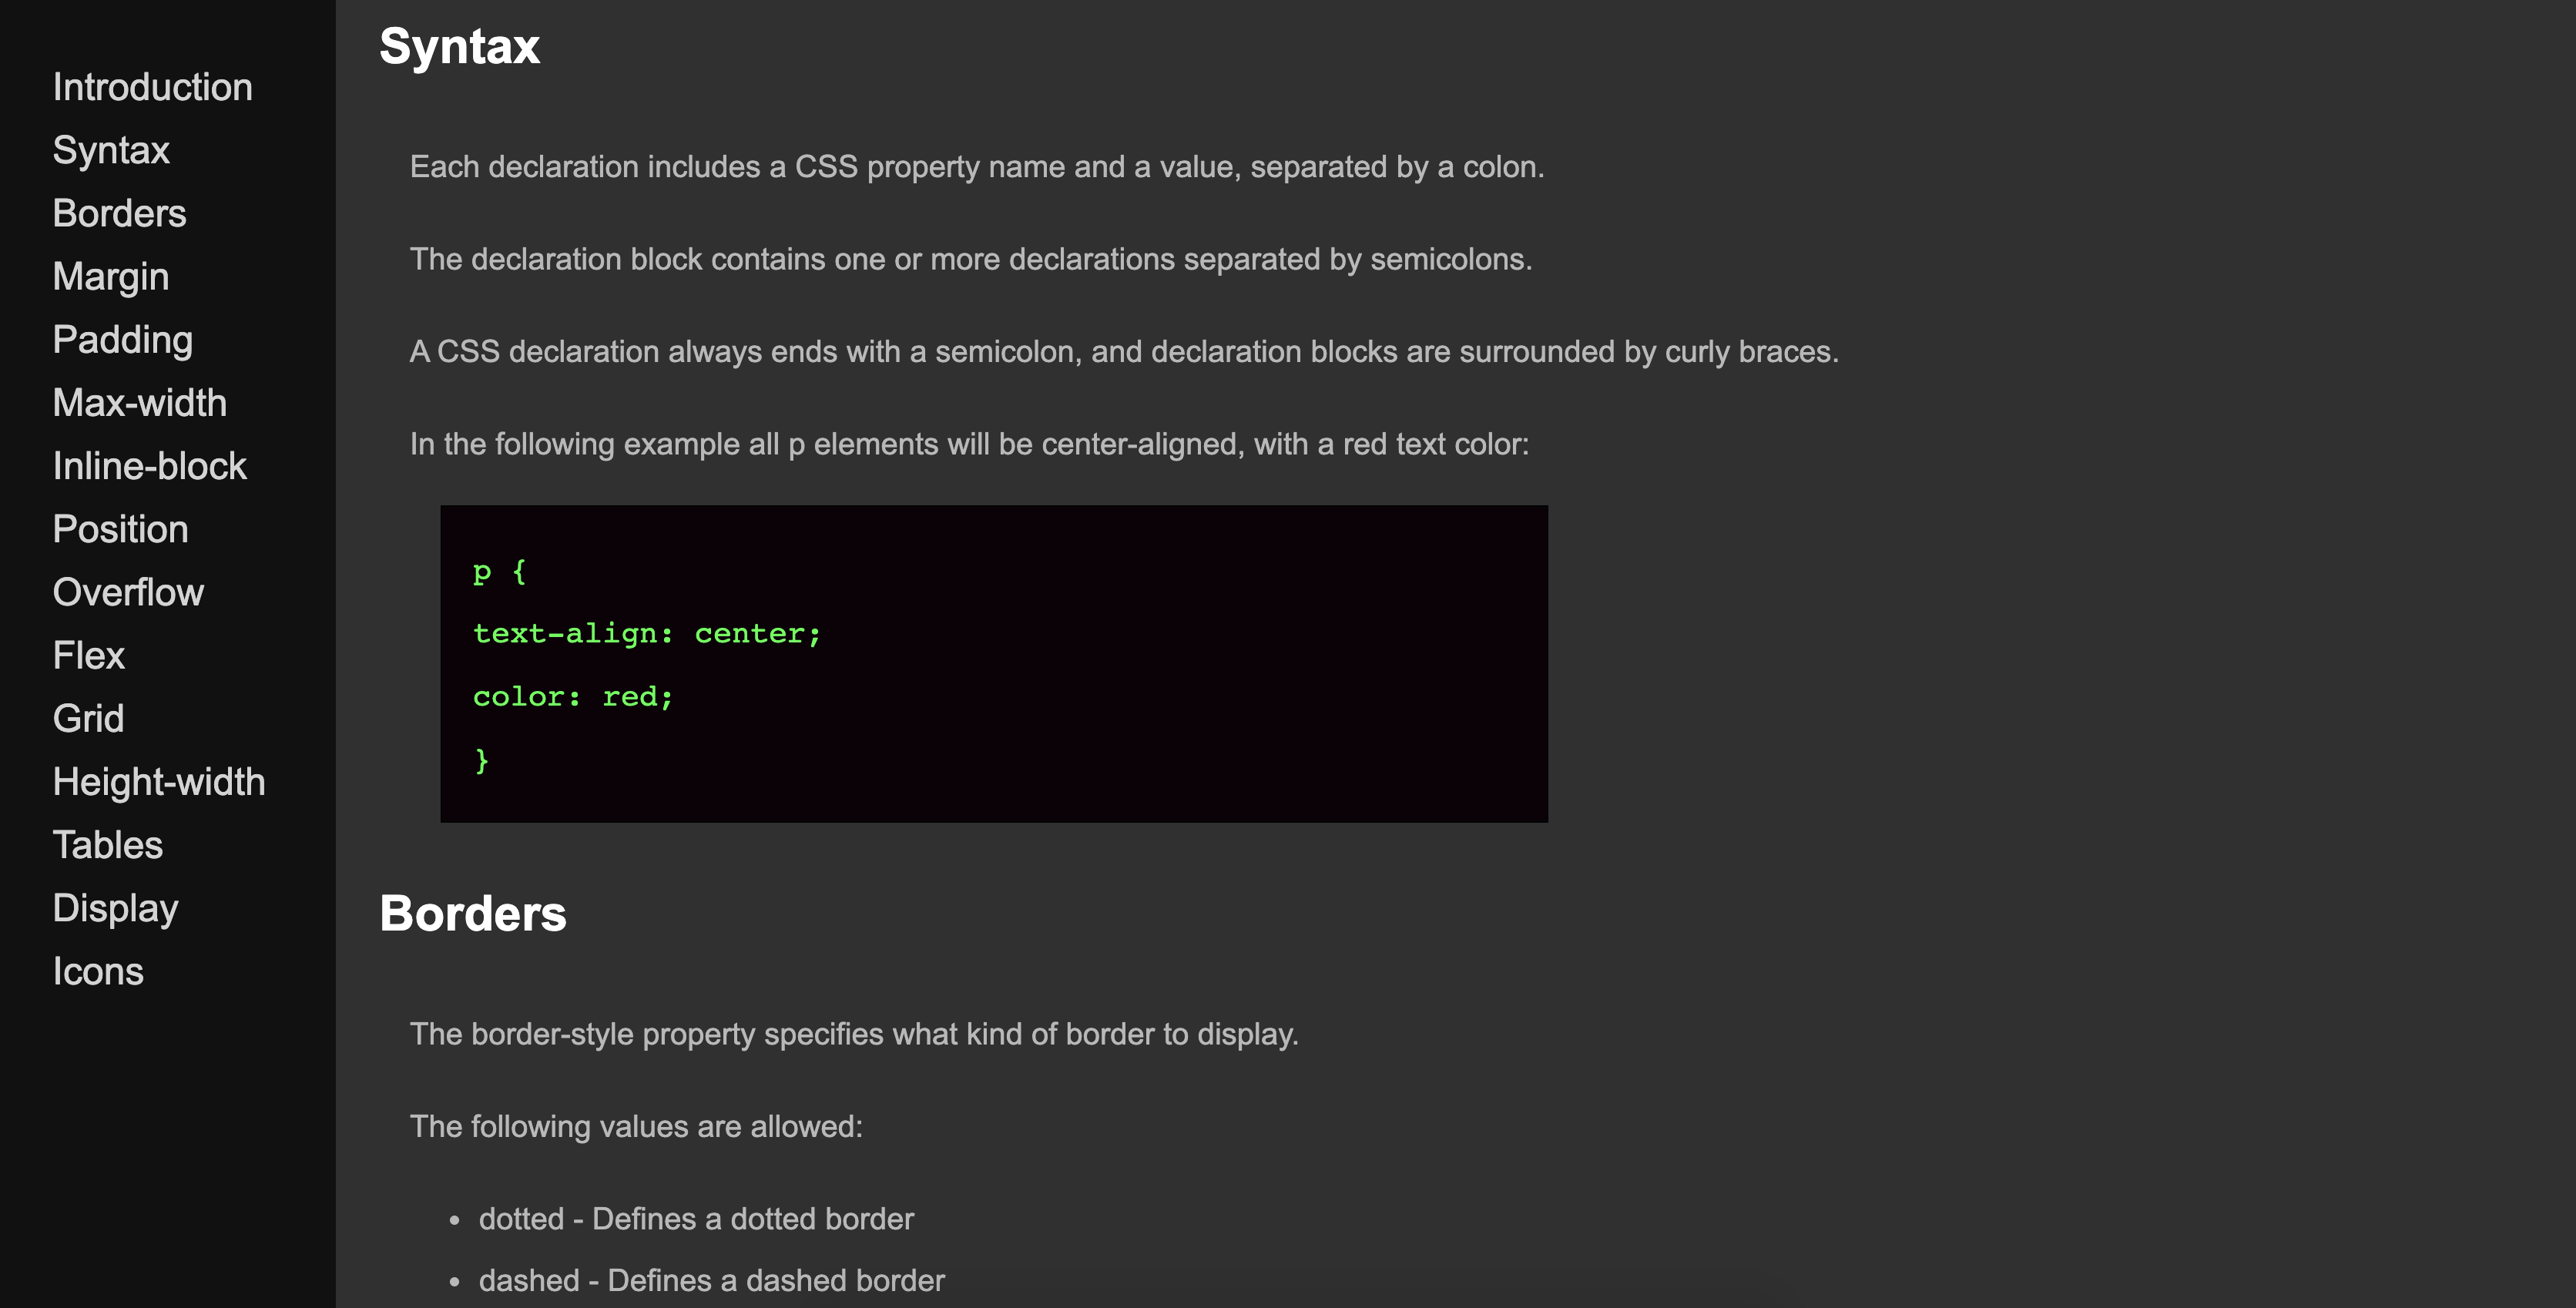 Introduction
Syntax
Borders
Margin
Padding
Max-width
Inline-block
Position
Overflow
Flex
Grid
Height-width
Tables
Display
Icons
Syntax
Each declaration includes a CSS property name and a value, separated by a colon.
The declaration block contains one or more declarations separated by semicolons.
A CSS declaration always ends with a semicolon, and declaration blocks are surrounded by curly braces.
In the following example all p elements will be center-aligned, with a red text color:
p {
text-align: center;
color: red;
}
Borders
The border-style property specifies what kind of border to display.
The following values are allowed:
• dotted - Defines a dotted border
• dashed - Defines a dashed border